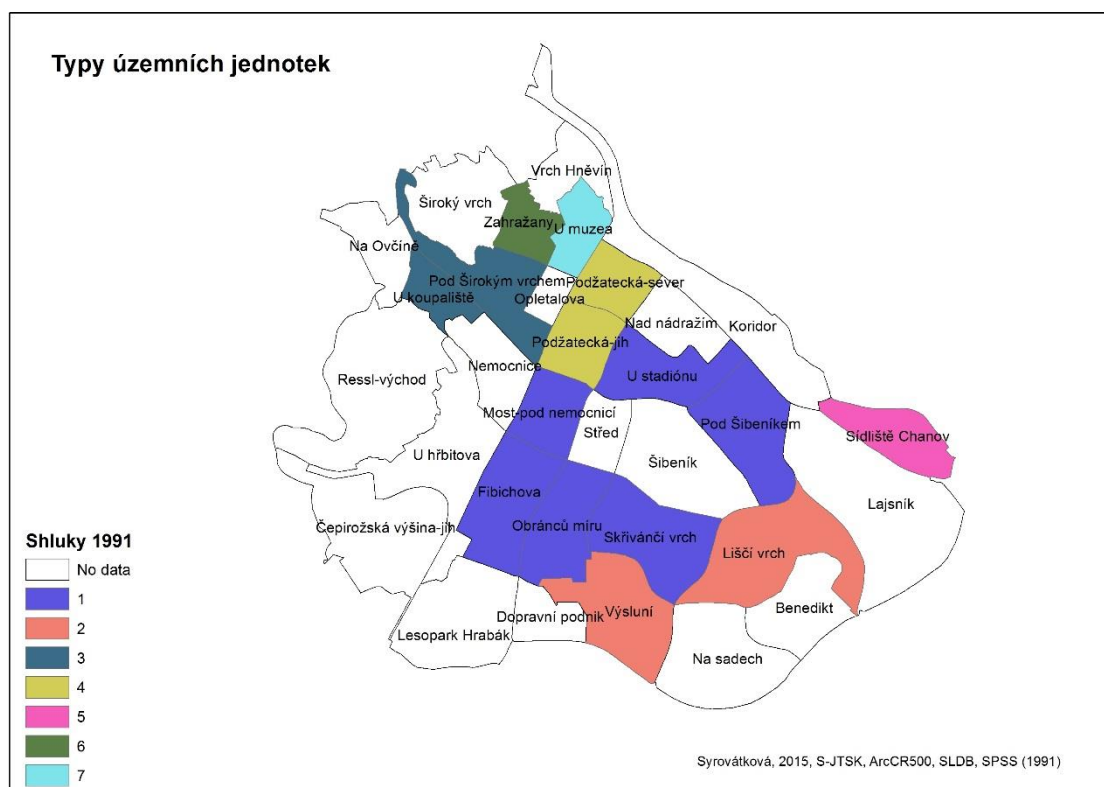 Typy územních jednotek
Vrch Hněvín
Široký vrch
Zahražany
U muzea
Na Ovčíně
Pod Širokým vrchem
Podžatecká-sever
U koupaliště
Opletalova
Nad nádražím
Koridor
Podžatecká-jih
Nemocnice
Ressl-východ
U stadiónu
Most-pod nemocnicí
Pod Šibeníkem
Střed
Sídliště Chanov
U hřbitova
Šibeník
Fibichova
Lajsník
Čepirožská výšina-jih
Obránců míru
Skřivánčí vrch
Liščí vrch
Benedikt
Dopravní podnik
Výsluní
Lesopark Hrabák
Na sadech
Shluky 1991
No data
1
2
3
4
5
6
7
Syrovátková, 2015, S-JTSK, ArcCR500, SLDB, SPSS (1991)